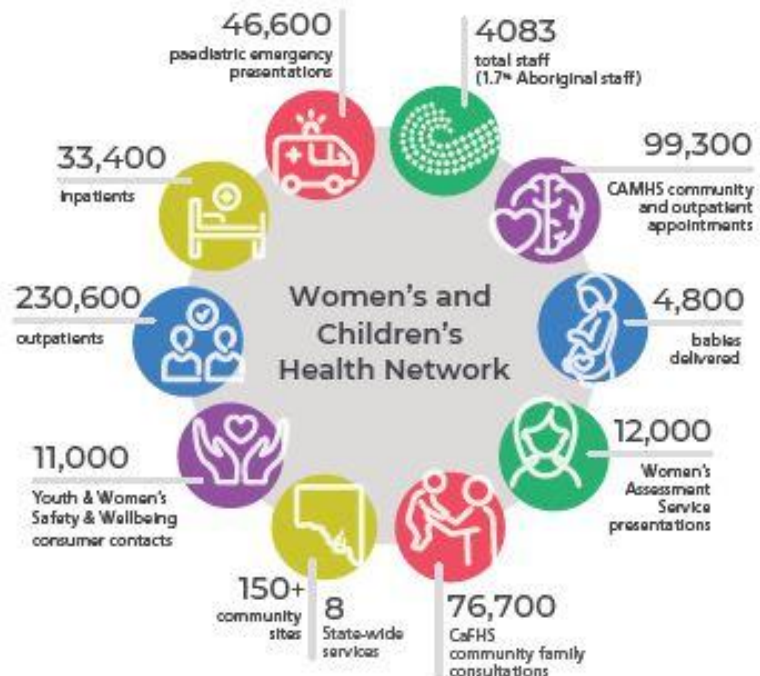 46,600
paediatric emergency
presentations
4083
total staff
(1.7% Aboriginal staff)
99,300
CAMHS community
and outpatient
appointments
4,800
babies
delivered
12,000
Women's
Assessment
Service
presentations
76,700
CaFHS
community family
consultations
8
State-wide
services
150+
community
sites
11,000
Youth & Women's
Safety & Wellbeing
consumer contacts
230,600
outpatients
33,400
Inpatients
Women's and
Children's
Health Network